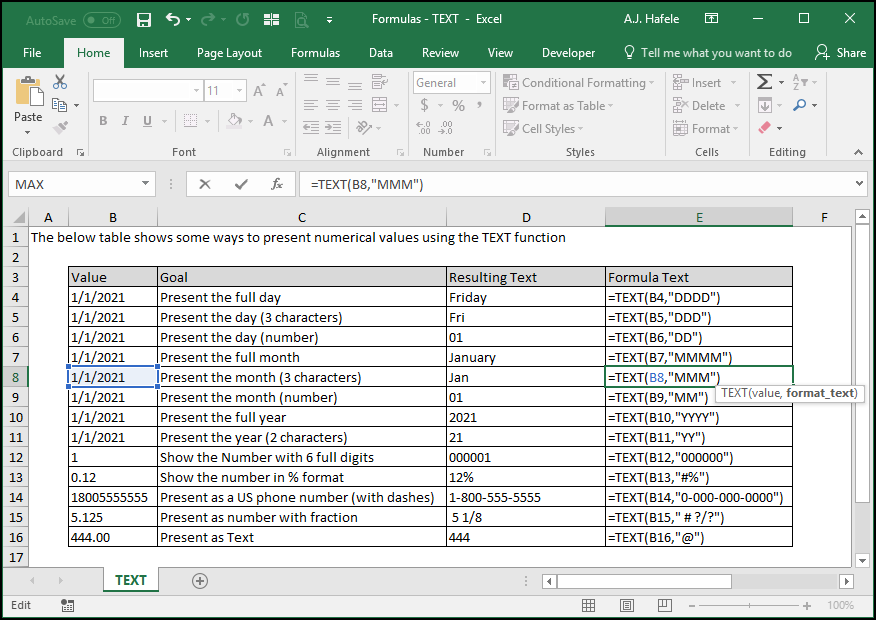 AutoSave Off Formulas - TEXT - Excel A.J. Hafele
File Home Insert Page Layout Formulas Data Review View Developer Tell me what you want to do Share
Paste
11 A A
B I U A
General
$ % ,
.0 .00
.00 .0
Conditional Formatting
Format as Table
Cell Styles
Insert
Delete
Format
Σ
A
Z
Clipboard Font Alignment Number Styles Cells Editing
MAX fx =TEXT(B8,"MMM")
A B C D E F
1 The below table shows some ways to present numerical values using the TEXT function
2
3 Value Goal Resulting Text Formula Text
4 1/1/2021 Present the full day Friday =TEXT(B4,"DDDD")
5 1/1/2021 Present the day (3 characters) Fri =TEXT(B5,"DDD")
6 1/1/2021 Present the day (number) 01 =TEXT(B6,"DD")
7 1/1/2021 Present the full month January =TEXT(B7,"MMMM")
8 1/1/2021 Present the month (3 characters) Jan =TEXT(B8,"MMM")
TEXT(value, format_text)
9 1/1/2021 Present the month (number) 01 =TEXT(B9,"MM")
10 1/1/2021 Present the full year 2021 =TEXT(B10,"YYYY")
11 1/1/2021 Present the year (2 characters) 21 =TEXT(B11,"YY")
12 1 Show the Number with 6 full digits 000001 =TEXT(B12,"000000")
13 0.12 Show the number in % format 12% =TEXT(B13,"#%")
14 18005555555 Present as a US phone number (with dashes) 1-800-555-5555 =TEXT(B14,"0-000-000-0000")
15 5.125 Present as number with fraction 5 1/8 =TEXT(B15," # ?/?")
16 444.00 Present as Text 444 =TEXT(B16,"@")
17
TEXT
Edit 100%